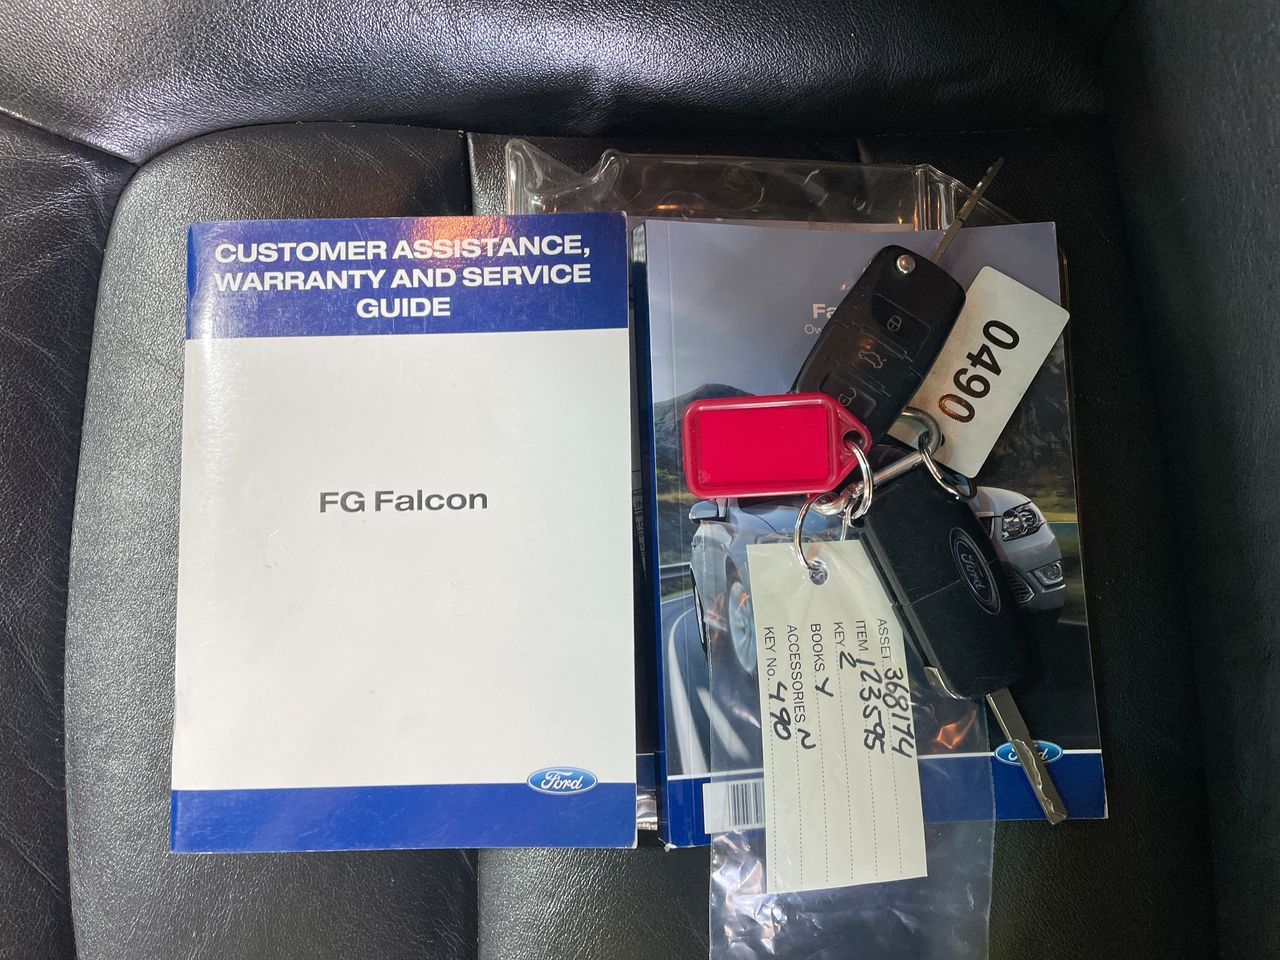 CUSTOMER ASSISTANCE,
WARRANTY AND SERVICE
GUIDE
FG Falcon
Ford
0490
Ford
ASSET 368174
ITEM 123595
KEY 2
BOOKS Y
ACCESSORIES N
KEY No. 490
Ford